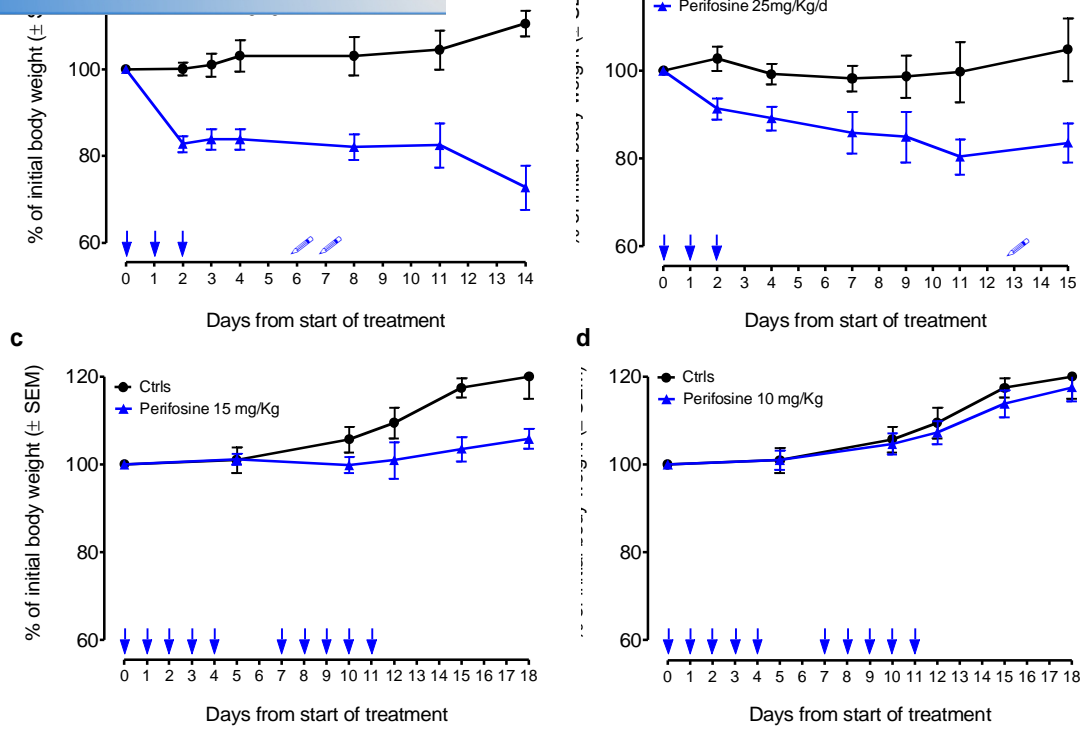 % of initial body weight (±
100
80
60
0 1 2 3 4 5 6 7 8 9 10 11 12 13 14
Days from start of treatment
Perifosine 25mg/Kg/d
of initial body weight (±
100
80
60
0 1 2 3 4 5 6 7 8 9 10 11 12 13 14 15
Days from start of treatment
c
% of initial body weight (± SEM)
120
100
80
60
Ctrls
Perifosine 15 mg/Kg
0 1 2 3 4 5 6 7 8 9 10 11 12 13 14 15 16 17 18
Days from start of treatment
d
120
100
80
60
Ctrls
Perifosine 10 mg/Kg
0 1 2 3 4 5 6 7 8 9 10 11 12 13 14 15 16 17 18
Days from start of treatment